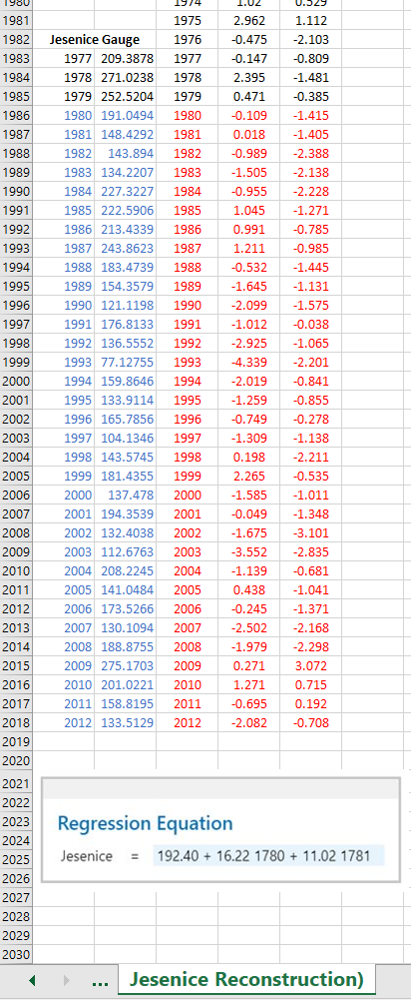 1980 1974 1.02 0.529
1981 1975 2.962 1.112
1982 Jesenice Gauge 1976 -0.475 -2.103
1983 1977 209.3878 1977 -0.147 -0.809
1984 1978 271.0238 1978 2.395 -1.481
1985 1979 252.5204 1979 0.471 -0.385
1986 1980 191.0494 1980 -0.109 -1.415
1987 1981 148.4292 1981 0.018 -1.405
1988 1982 143.894 1982 -0.989 -2.388
1989 1983 134.2207 1983 -1.505 -2.138
1990 1984 227.3227 1984 -0.955 -2.228
1991 1985 222.5906 1985 1.045 -1.271
1992 1986 213.4339 1986 0.991 -0.785
1993 1987 243.8623 1987 1.211 -0.985
1994 1988 183.4739 1988 -0.532 -1.445
1995 1989 154.3579 1989 -1.645 -1.131
1996 1990 121.1198 1990 -2.099 -1.575
1997 1991 176.8133 1991 -1.012 -0.038
1998 1992 136.5552 1992 -2.925 -1.065
1999 1993 77.12755 1993 -4.339 -2.201
2000 1994 159.8646 1994 -2.019 -0.841
2001 1995 133.9114 1995 -1.259 -0.855
2002 1996 165.7856 1996 -0.749 -0.278
2003 1997 104.1346 1997 -1.309 -1.138
2004 1998 143.5745 1998 0.198 -2.211
2005 1999 181.4355 1999 2.265 -0.535
2006 2000 137.478 2000 -1.585 -1.011
2007 2001 194.3539 2001 -0.049 -1.348
2008 2002 132.4038 2002 -1.675 -3.101
2009 2003 112.6763 2003 -3.552 -2.835
2010 2004 208.2245 2004 -1.139 -0.681
2011 2005 141.0484 2005 0.438 -1.041
2012 2006 173.5266 2006 -0.245 -1.371
2013 2007 130.1094 2007 -2.502 -2.168
2014 2008 188.8755 2008 -1.979 -2.298
2015 2009 275.1703 2009 0.271 3.072
2016 2010 201.0221 2010 1.271 0.715
2017 2011 158.8195 2011 -0.695 0.192
2018 2012 133.5129 2012 -2.082 -0.708
2019
2020
2021
2022
2023 Regression Equation
2024
2025 Jesenice = 192.40 + 16.22 1780 + 11.02 1781
2026
2027
2028
2029
2030
... Jesenice Reconstruction)